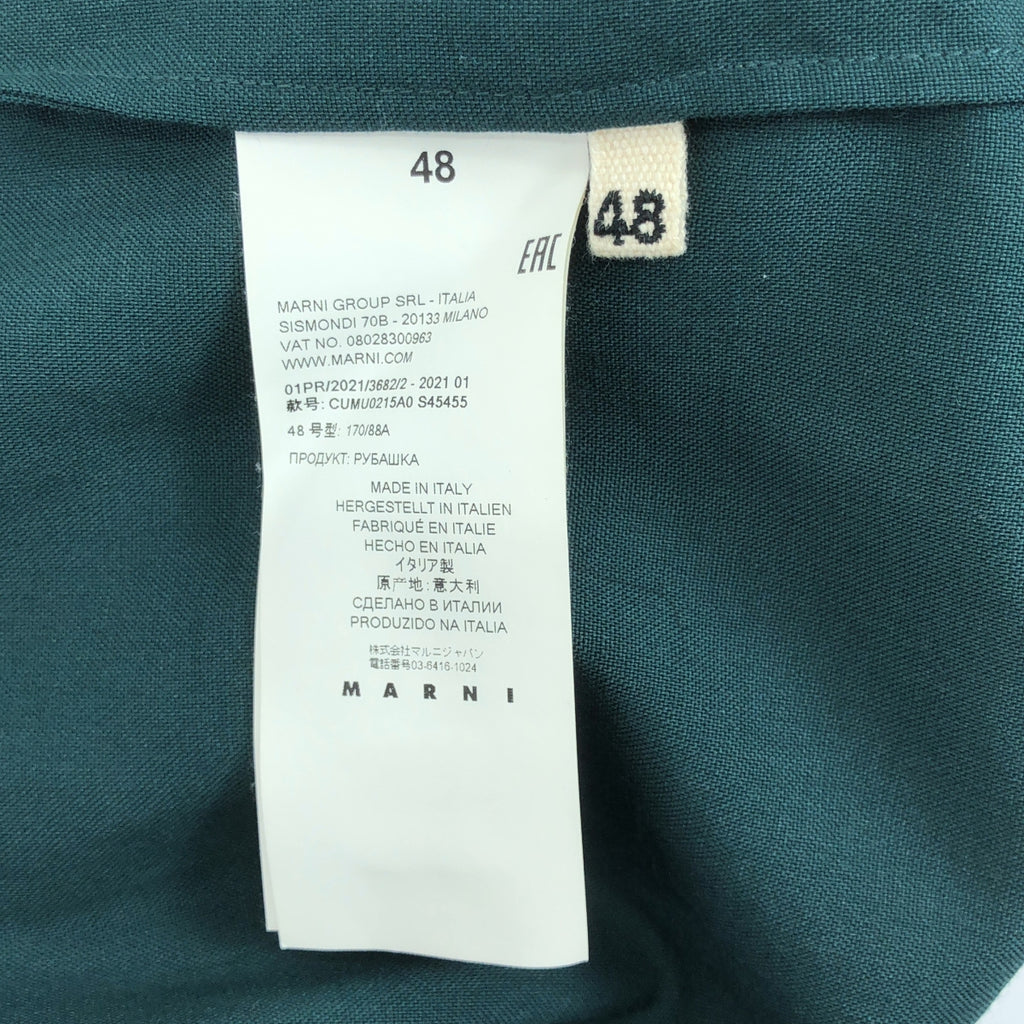 48
48
EAC
MARNI GROUP SRL - ITALIA
SISMONDI 70B - 20133 MILANO
VAT NO. 08028300963
WWW.MARNI.COM
01PR/2021/3682/2 - 2021 01
款号: CUMU0215A0 S45455
48 号型: 170/88A
ПРОДУКТ: РУБАШКА
MADE IN ITALY
HERGESTELLT IN ITALIEN
FABRIQUÉ EN ITALIE
HECHO EN ITALIA
イタリア製
原产地:意大利
СДЕЛАНО В ИТАЛИИ
PRODUZIDO NA ITALIA
株式会社マルニジャパン
電話番号03-6416-1024
MARNI